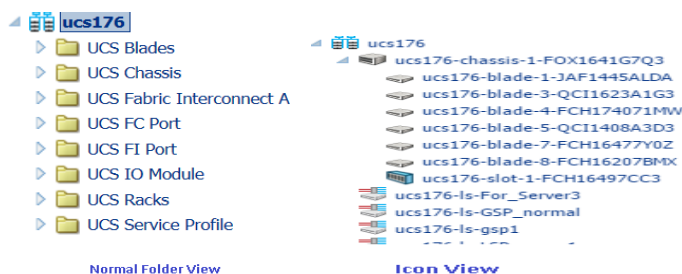 ucs176
UCS Blades
UCS Chassis
UCS Fabric Interconnect A
UCS FC Port
UCS FI Port
UCS IO Module
UCS Racks
UCS Service Profile
Normal Folder View
ucs176
ucs176-chassis-1-FOX1641G7Q3
ucs176-blade-1-JAF1445ALDA
ucs176-blade-3-QCI1623A1G3
ucs176-blade-4-FCH174071MW
ucs176-blade-5-QCI1408A3D3
ucs176-blade-7-FCH16477Y0Z
ucs176-blade-8-FCH16207BMX
ucs176-slot-1-FCH16497CC3
ucs176-ls-For_Server3
ucs176-ls-GSP_normal
ucs176-ls-gsp1
Icon View